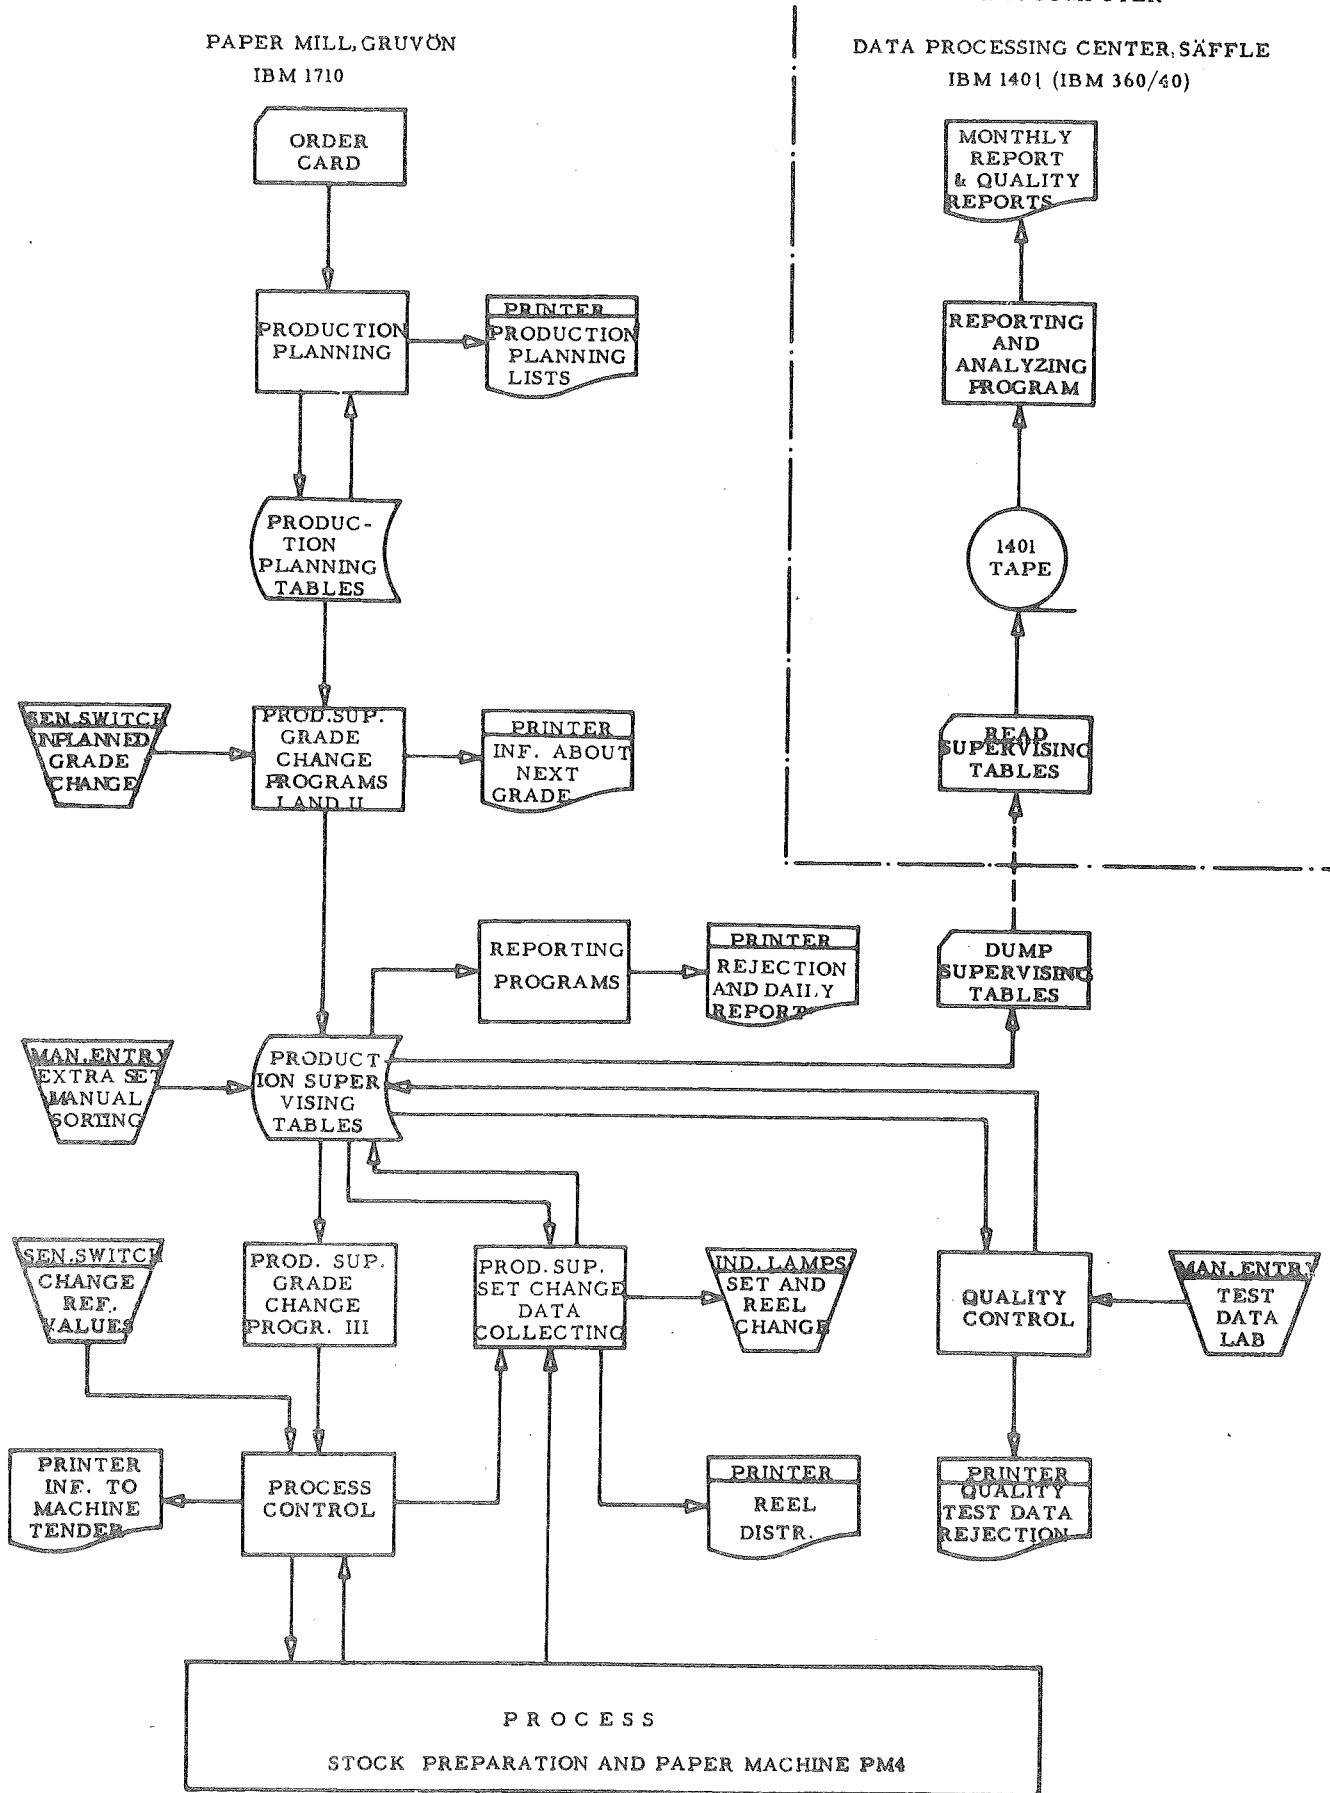 COMPUTER
PAPER MILL, GRUVÖN
IBM 1710
DATA PROCESSING CENTER, SÄFFLE
IBM 1401 (IBM 360/40)
ORDER
CARD
MONTHLY
REPORT
& QUALITY
REPORTS
PRODUCTION
PLANNING
PRINTER
PRODUCTION
PLANNING
LISTS
REPORTING
AND
ANALYZING
PROGRAM
PRODUC-
TION
PLANNING
TABLES
1401
TAPE
SEN.SWITCH
UNPLANNED
GRADE
CHANGE
PROD.SUP.
GRADE
CHANGE
PROGRAMS
I AND II
PRINTER
INF. ABOUT
NEXT
GRADE
READ
SUPERVISING
TABLES
REPORTING
PROGRAMS
PRINTER
REJECTION
AND DAILY
REPORT
DUMP
SUPERVISING
TABLES
MAN. ENTRY
EXTRA SET
MANUAL
SORTING
PRODUCT
ION SUPER
VISING
TABLES
SEN.SWITCH
CHANGE
REF.
VALUES
PROD. SUP.
GRADE
CHANGE
PROGR. III
PROD.SUP.
SET CHANGE
DATA
COLLECTING
IND. LAMPS
SET AND
REEL
CHANGE
QUALITY
CONTROL
MAN. ENTRY
TEST
DATA
LAB
PRINTER
INF. TO
MACHINE
TENDER
PROCESS
CONTROL
PRINTER
REEL
DISTR.
PRINTER
QUALITY
TEST DATA
REJECTION
PROCESS
STOCK PREPARATION AND PAPER MACHINE PM4